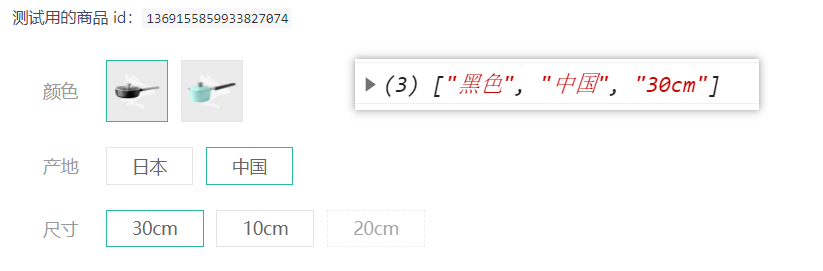 测试用的商品 id： 1369155859933827074
颜色
▶(3) ["黑色", "中国", "30cm"]
产地 日本 中国
尺寸 30cm 10cm 20cm